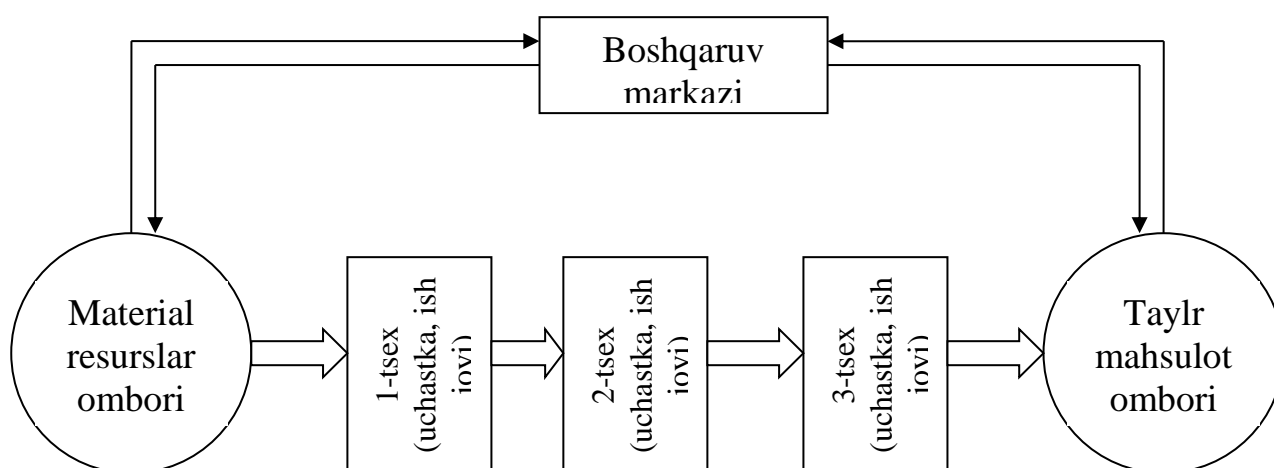 Boshqaruv
markazi
Material
resurslar
ombori
1-tsex
(uchastka, ish
joyi)
2-tsex
(uchastka, ish
joyi)
3-tsex
(uchastka, ish
joyi)
Taylr
mahsulot
ombori